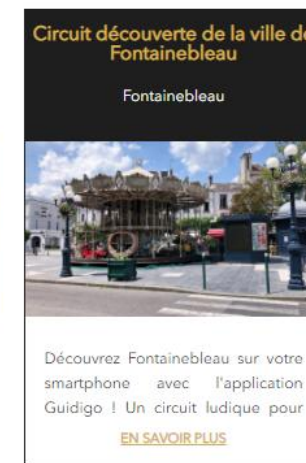 Circuit découverte de la ville de
Fontainebleau
Fontainebleau
Découvrez Fontainebleau sur votre
smartphone avec l'application
Guidigo ! Un circuit ludique pour
EN SAVOIR PLUS